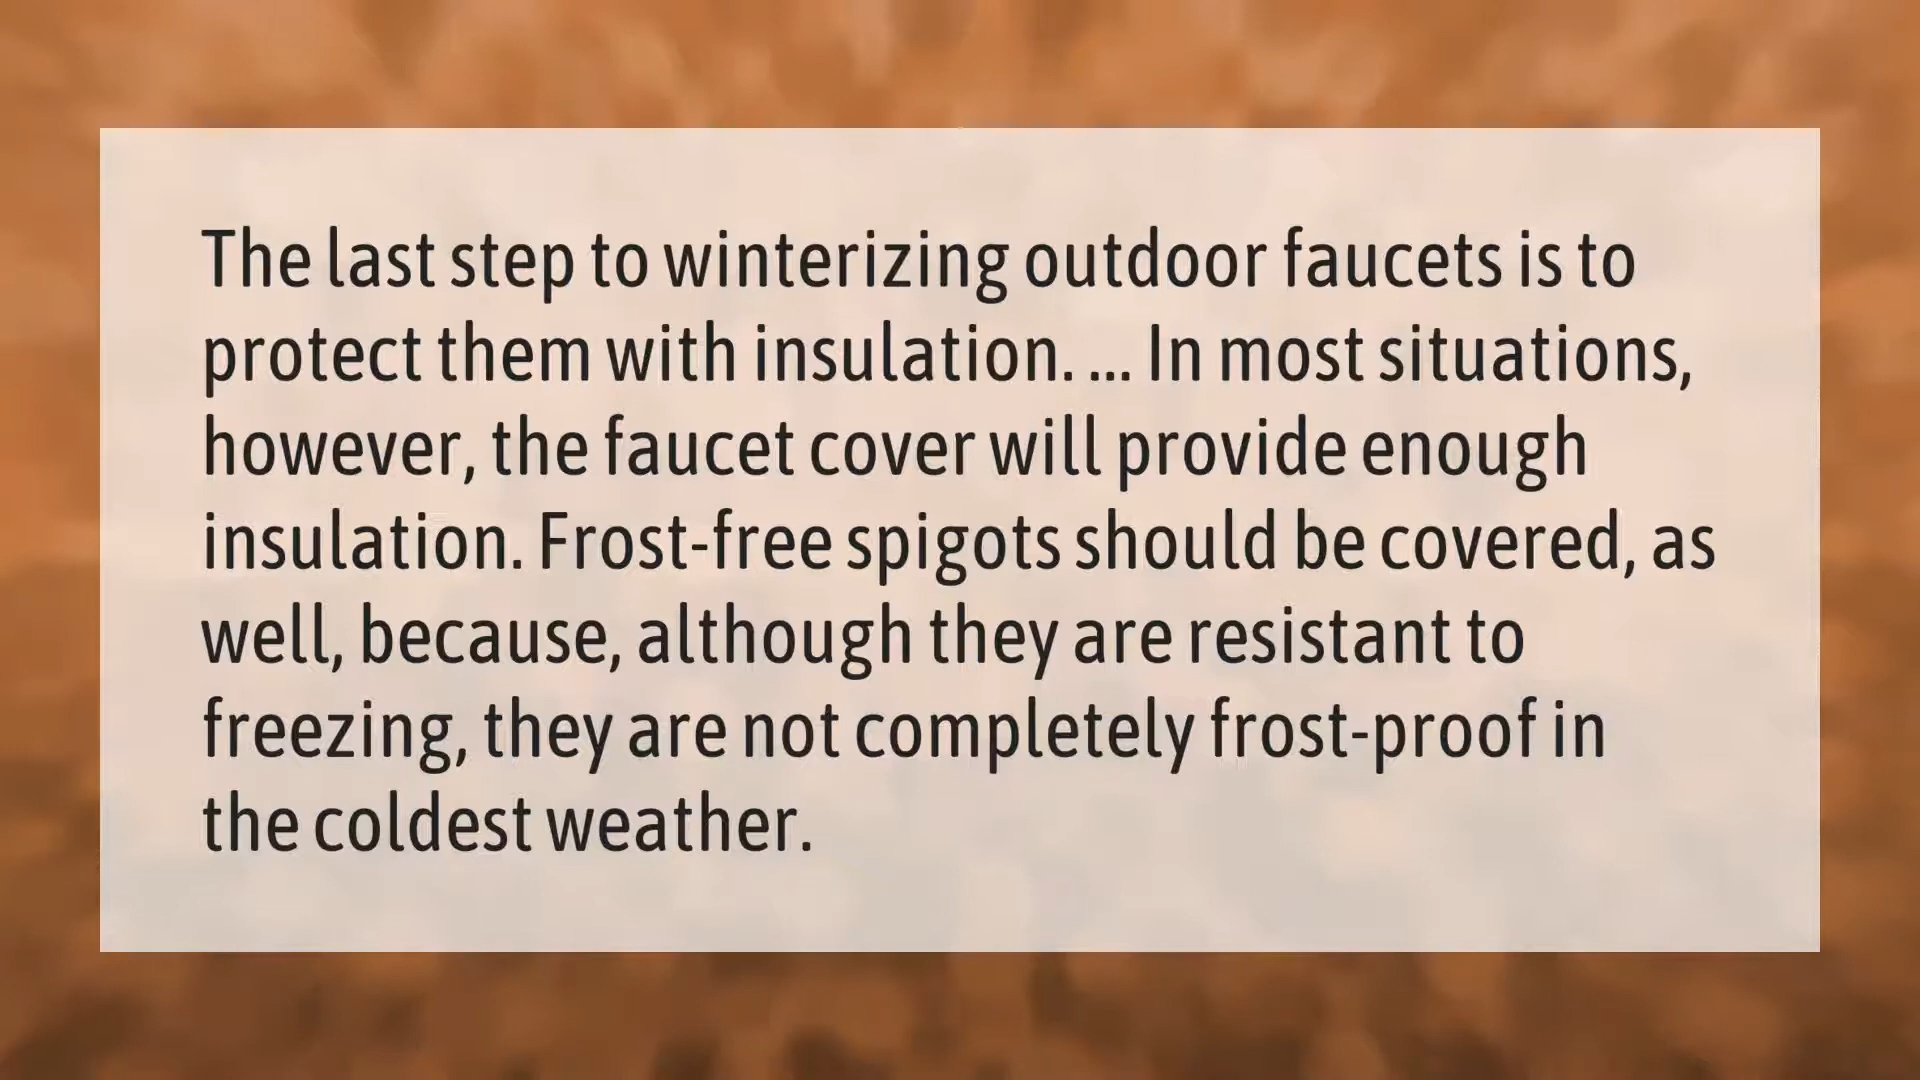 The last step to winterizing outdoor faucets is to
protect them with insulation. ... In most situations,
however, the faucet cover will provide enough
insulation. Frost-free spigots should be covered, as
well, because, although they are resistant to
freezing, they are not completely frost-proof in
the coldest weather.